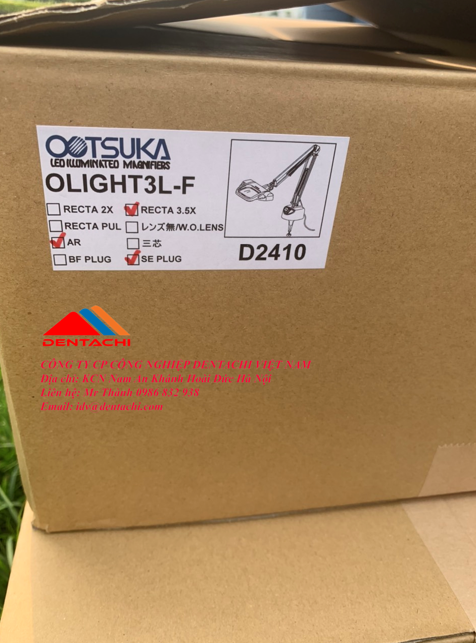 OOTSUKA
LED ILLUMINATED MAGNIFIERS
OLIGHT3L-F
RECTA 2X RECTA 3.5X
RECTA PUL レンズ無/W.O.LENS
AR 三芯
BF PLUG SE PLUG
D2410
DENTACHI
CÔNG TY CP CÔNG NGHIỆP DENTACHI VIỆT NAM
Địa chỉ: KCN Nam An Khánh Hoài Đức Hà Nội
Liên hệ: Mr Thành 0986 832 938
Email: idv@dentachi.com